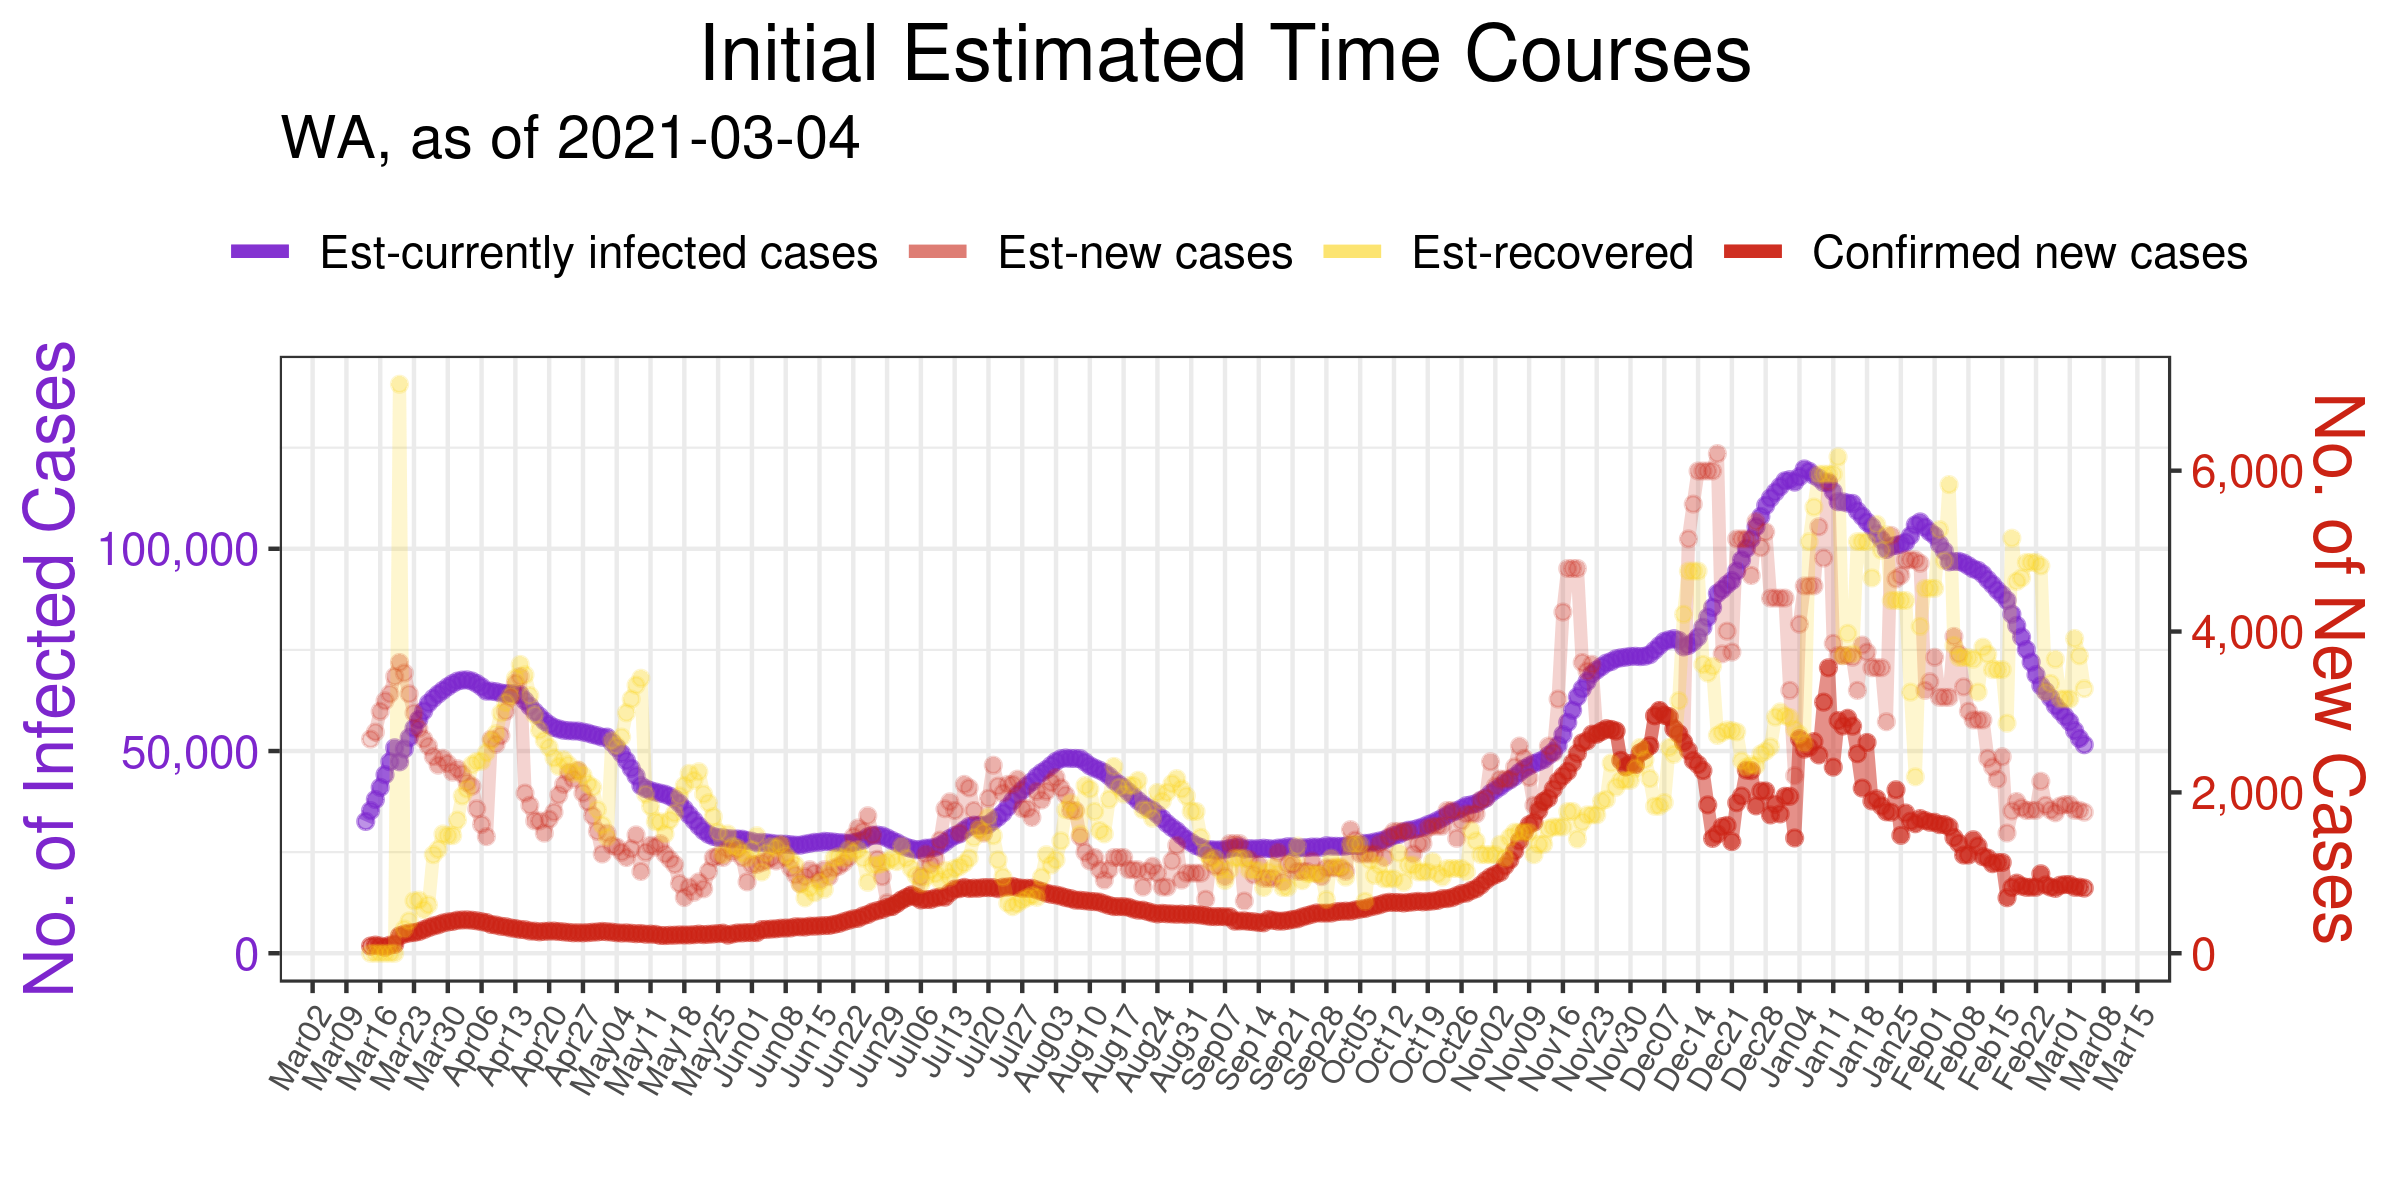 Initial Estimated Time Courses
WA, as of 2021-03-04
Est-currently infected cases
Est-new cases
Est-recovered
Confirmed new cases
No. of Infected Cases
100,000
50,000
0
6,000
4,000
2,000
0
No. of New Cases
Mar02
Mar09
Mar16
Mar23
Mar30
Apr06
Apr13
Apr20
Apr27
May04
May11
May18
May25
Jun01
Jun08
Jun15
Jun22
Jun29
Jul06
Jul13
Jul20
Jul27
Aug03
Aug10
Aug17
Aug24
Aug31
Sep07
Sep14
Sep21
Sep28
Oct05
Oct12
Oct19
Oct26
Nov02
Nov09
Nov16
Nov23
Nov30
Dec07
Dec14
Dec21
Dec28
Jan04
Jan11
Jan18
Jan25
Feb01
Feb08
Feb15
Feb22
Mar01
Mar08
Mar15